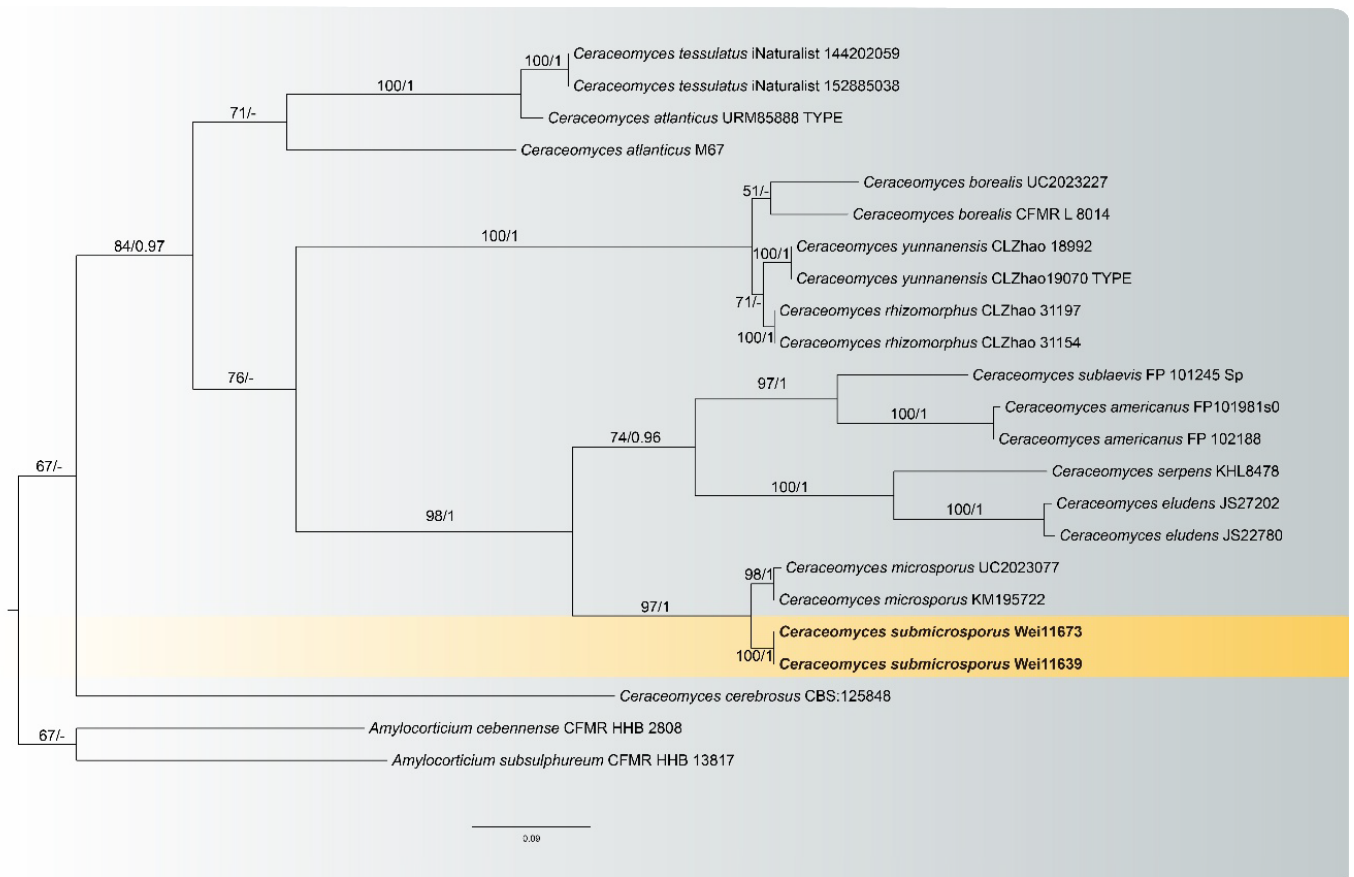 Ceraceomyces tessulatus iNaturalist 144202059
100/1
Ceraceomyces tessulatus iNaturalist 152885038
100/1
Ceraceomyces atlanticus URM85888 TYPE
71/-
Ceraceomyces atlanticus M67
Ceraceomyces borealis UC2023227
51/-
Ceraceomyces borealis CFMR L 8014
84/0.97
100/1
Ceraceomyces yunnanensis CLZhao 18992
100/1
Ceraceomyces yunnanensis CLZhao19070 TYPE
71/-
Ceraceomyces rhizomorphus CLZhao 31197
100/1
Ceraceomyces rhizomorphus CLZhao 31154
76/-
Ceraceomyces sublaevis FP 101245 Sp
97/1
Ceraceomyces americanus FP101981s0
100/1
Ceraceomyces americanus FP 102188
74/0.96
67/-
Ceraceomyces serpens KHL8478
100/1
Ceraceomyces eludens JS27202
100/1
Ceraceomyces eludens JS22780
98/1
Ceraceomyces microsporus UC2023077
98/1
Ceraceomyces microsporus KM195722
97/1
Ceraceomyces submicrosporus Wei11673
100/1
Ceraceomyces submicrosporus Wei11639
Ceraceomyces cerebrosus CBS:125848
Amylocorticium cebennense CFMR HHB 2808
67/-
Amylocorticium subsulphureum CFMR HHB 13817
0.09